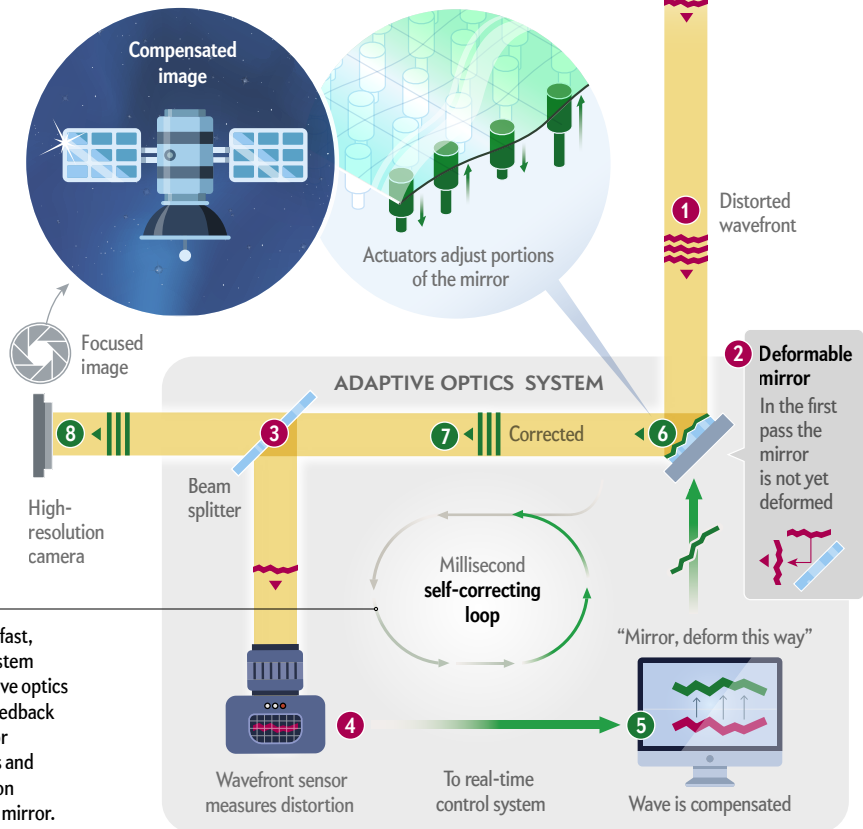 Compensated
image
Actuators adjust portions
of the mirror
1
Distorted
wavefront
Focused
image
2
Deformable
mirror
In the first
pass the
mirror
is not yet
deformed
ADAPTIVE OPTICS SYSTEM
8
3
7
Corrected
6
High-
resolution
camera
Beam
splitter
Millisecond
self-correcting
loop
fast,
stem
ve optics
edback
or
s and
on
mirror.
4
Wavefront sensor
measures distortion
To real-time
control system
"Mirror, deform this way"
5
Wave is compensated